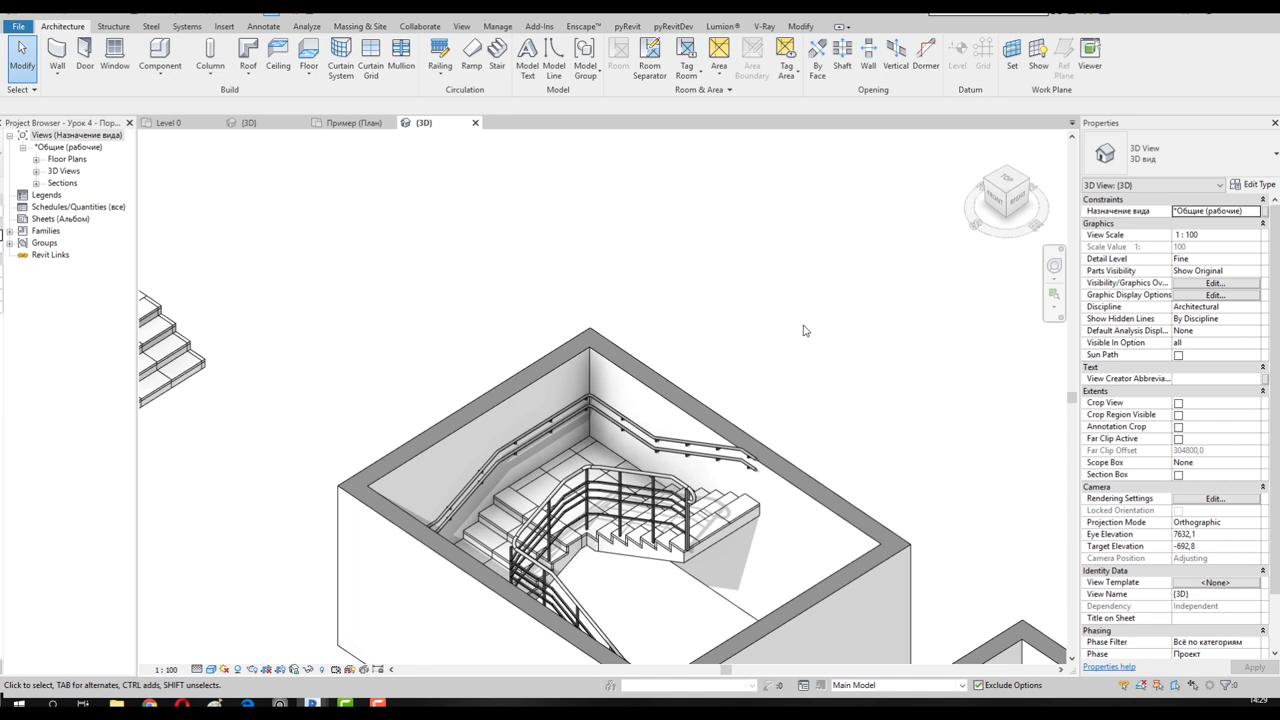 File Architecture Structure Steel Systems Insert Annotate Analyze Massing & Site Collaborate View Manage Add-Ins Enscape™ pyRevit pyRevitDev Lumion® V-Ray Modify
Modify Wall Door Window Component Column Roof Ceiling Floor Curtain System Curtain Grid Mullion Railing Ramp Stair Model Text Model Line Model Group Room Room Separator Tag Room Area Area Boundary Tag Area By Face Shaft Wall Vertical Dormer Level Grid Set Show Ref Plane Viewer
Select Build Circulation Model Room & Area Opening Datum Work Plane
Project Browser - Урок 4 - Пор...
Views (Назначение вида)
*Общие (рабочие)
Floor Plans
3D Views
Sections
Legends
Schedules/Quantities (все)
Sheets (Альбом)
Families
Groups
Revit Links
Level 0 {3D} Пример (План) {3D}
TOP
FRONT RIGHT
Properties
3D View
3D вид
3D View: {3D} Edit Type
Constraints
Назначение вида *Общие (рабочие)
Graphics
View Scale 1 : 100
Scale Value 1: 100
Detail Level Fine
Parts Visibility Show Original
Visibility/Graphics Ov... Edit...
Graphic Display Options Edit...
Discipline Architectural
Show Hidden Lines By Discipline
Default Analysis Displ... None
Visible In Option all
Sun Path
Text
View Creator Abbrevia...
Extents
Crop View
Crop Region Visible
Annotation Crop
Far Clip Active
Far Clip Offset 304800,0
Scope Box None
Section Box
Camera
Rendering Settings Edit...
Locked Orientation
Projection Mode Orthographic
Eye Elevation 7632,1
Target Elevation -692,8
Camera Position Adjusting
Identity Data
View Template <None>
View Name {3D}
Dependency Independent
Title on Sheet
Phasing
Phase Filter Всё по категориям
Phase Проект
Properties help Apply
1 : 100
Click to select, TAB for alternates, CTRL adds, SHIFT unselects. :0 Main Model Exclude Options :0
14:29